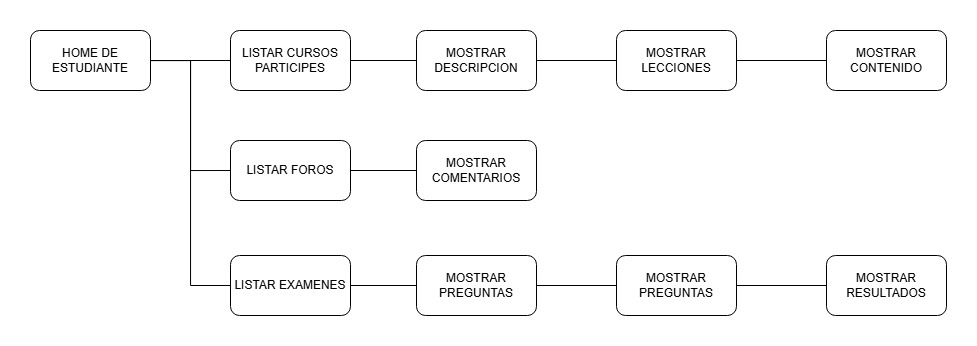 HOME DE
ESTUDIANTE
LISTAR CURSOS
PARTICIPES
MOSTRAR
DESCRIPCION
MOSTRAR
LECCIONES
MOSTRAR
CONTENIDO
LISTAR FOROS
MOSTRAR
COMENTARIOS
LISTAR EXAMENES
MOSTRAR
PREGUNTAS
MOSTRAR
PREGUNTAS
MOSTRAR
RESULTADOS